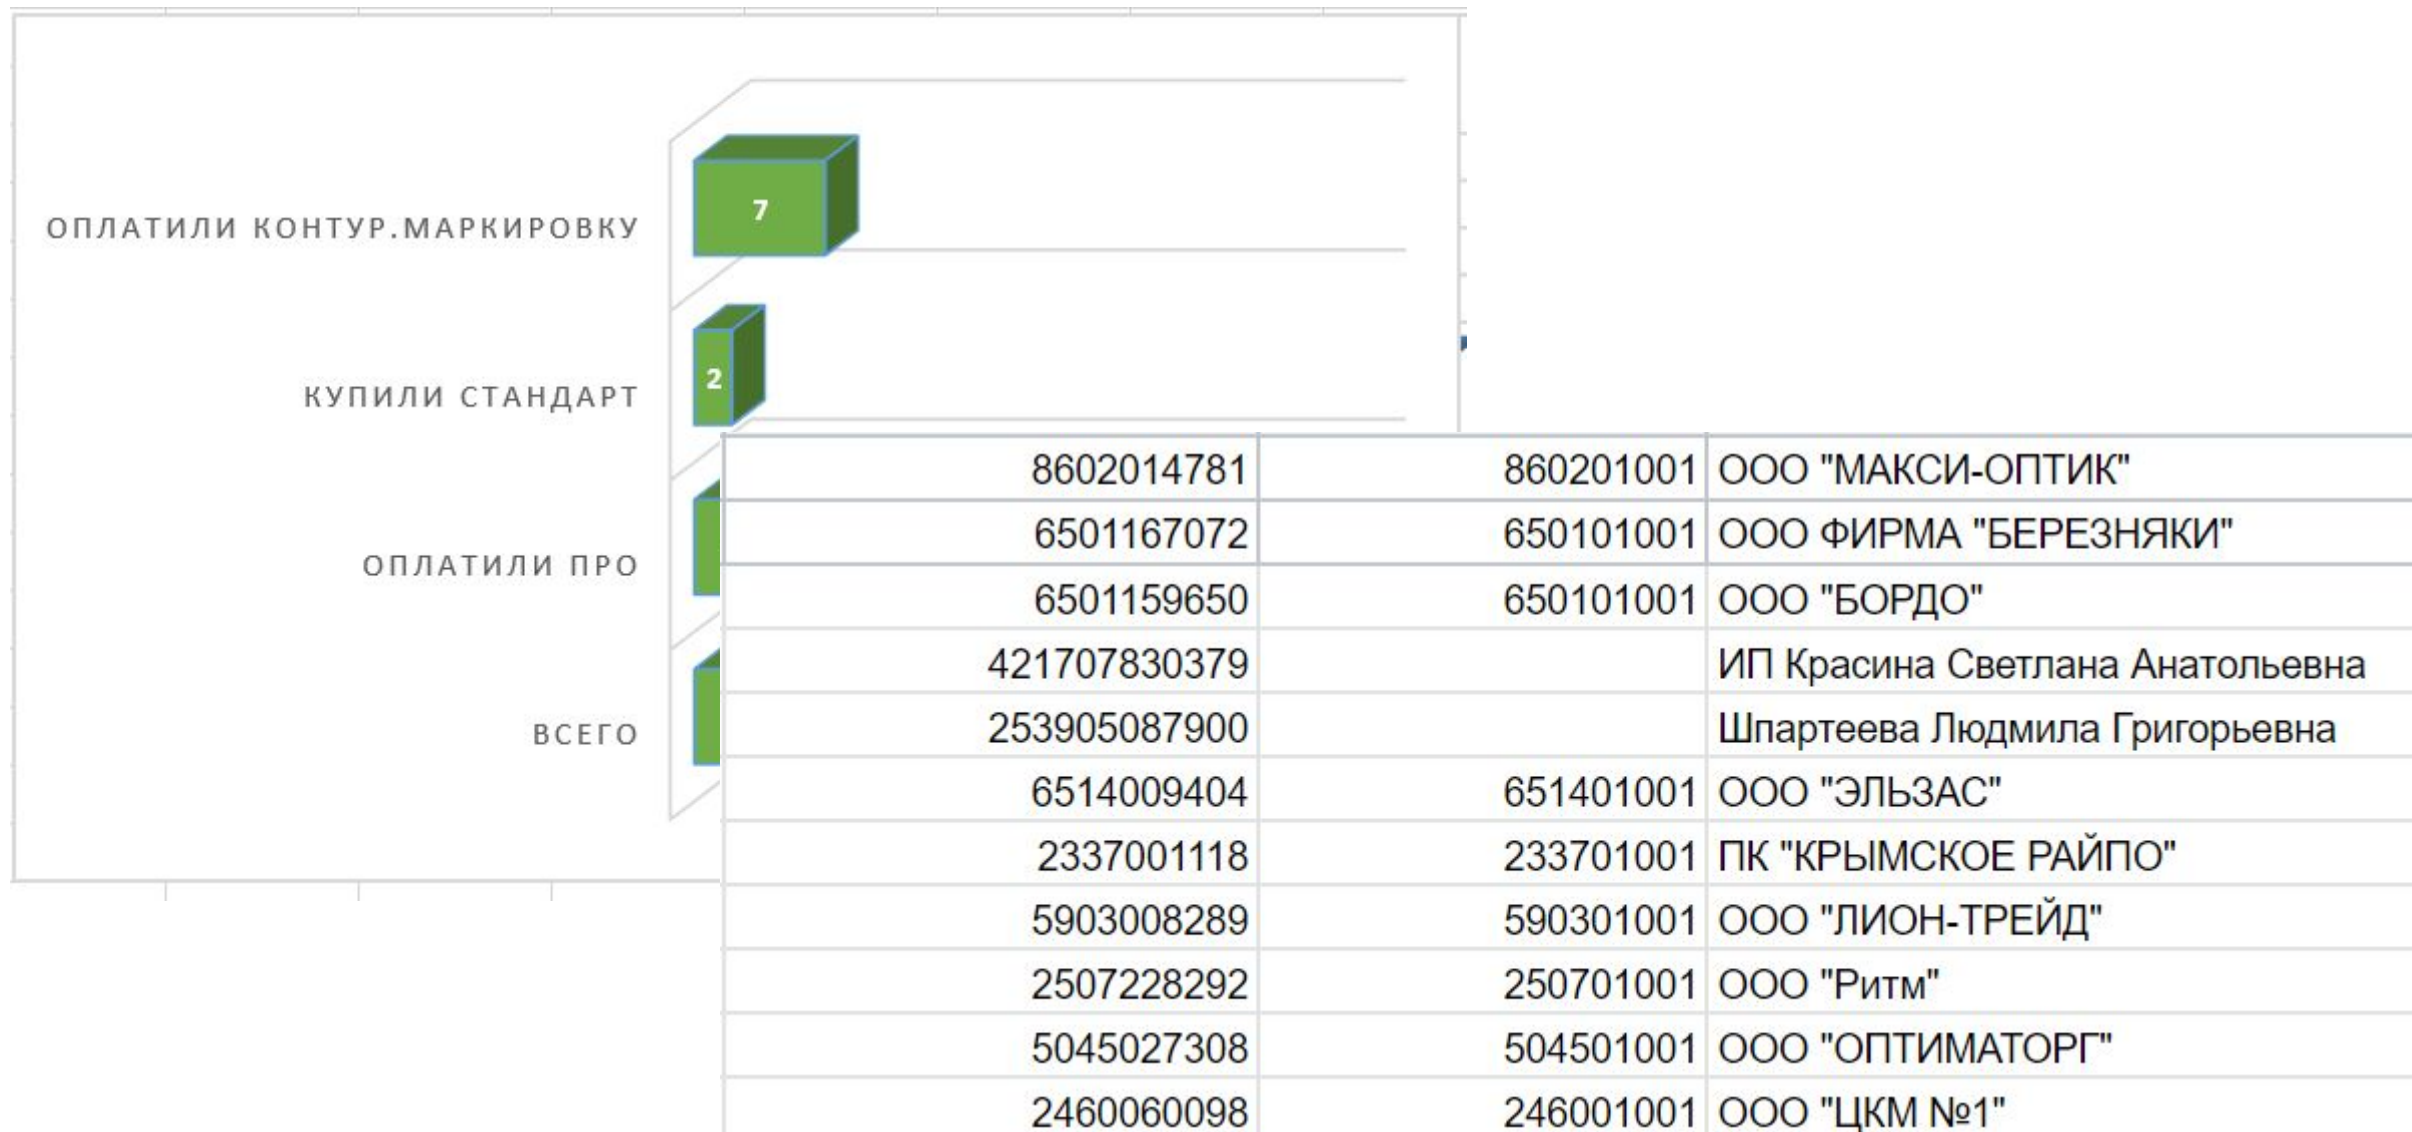 ОПЛАТИЛИ КОНТУР.МАРКИРОВКУ 7
КУПИЛИ СТАНДАРТ 2
ОПЛАТИЛИ ПРО
ВСЕГО
8602014781 860201001 ООО "МАКСИ-ОПТИК"
6501167072 650101001 ООО ФИРМА "БЕРЕЗНЯКИ"
6501159650 650101001 ООО "БОРДО"
421707830379 ИП Красина Светлана Анатольевна
253905087900 Шпартеева Людмила Григорьевна
6514009404 651401001 ООО "ЭЛЬЗАС"
2337001118 233701001 ПК "КРЫМСКОЕ РАЙПО"
5903008289 590301001 ООО "ЛИОН-ТРЕЙД"
2507228292 250701001 ООО "Ритм"
5045027308 504501001 ООО "ОПТИМАТОРГ"
2460060098 246001001 ООО "ЦКМ №1"